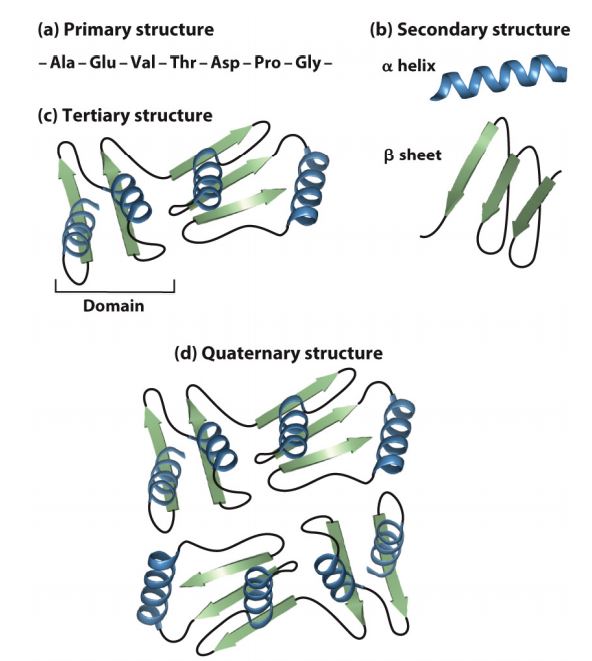 (a) Primary structure
– Ala – Glu – Val – Thr – Asp – Pro – Gly –
(b) Secondary structure
α helix
β sheet
(c) Tertiary structure
Domain
(d) Quaternary structure